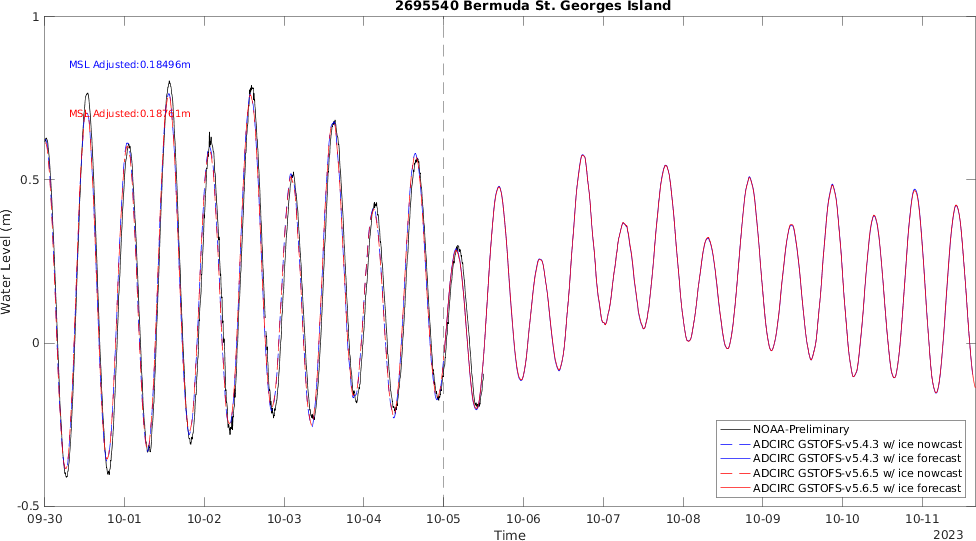 2695540 Bermuda St. Georges Island
MSL Adjusted:0.18496m
MSL Adjusted:0.18761m
Water Level (m)
1
0.5
0
-0.5
09-30 10-01 10-02 10-03 10-04 10-05 10-06 10-07 10-08 10-09 10-10 10-11
Time
2023
NOAA-Preliminary
ADCIRC GSTOFS-v5.4.3 w/ ice nowcast
ADCIRC GSTOFS-v5.4.3 w/ ice forecast
ADCIRC GSTOFS-v5.6.5 w/ ice nowcast
ADCIRC GSTOFS-v5.6.5 w/ ice forecast